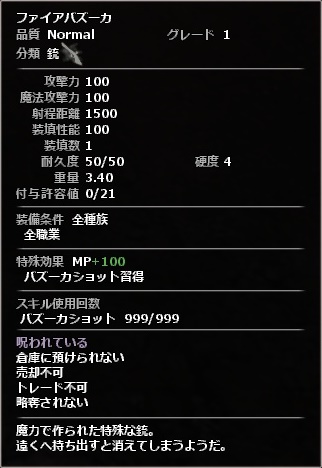 ファイアバズーカ
品質 Normal グレード 1
分類 銃
攻撃力 100
魔法攻撃力 100
射程距離 1500
装填性能 100
装填数 1
耐久度 50/50 硬度 4
重量 3.40
付与許容値 0/21
装備条件 全種族
全職業
特殊効果 MP+100
バズーカショット習得
スキル使用回数
バズーカショット 999/999
呪われている
倉庫に預けられない
売却不可
トレード不可
略奪されない
魔力で作られた特殊な銃。
遠くへ持ち出すと消えてしまうようだ。